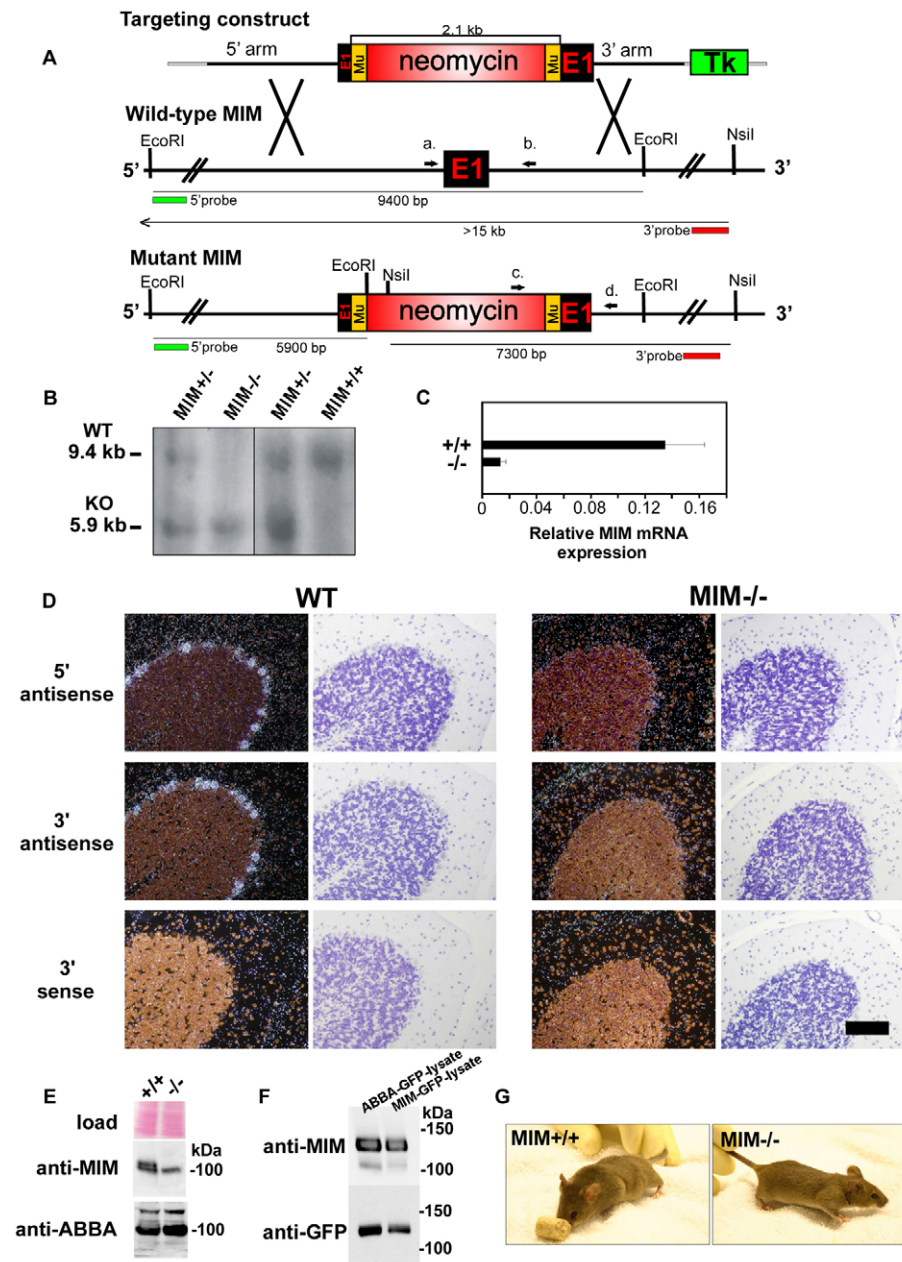 Targeting construct
A
5’ arm
2.1 kb
3’ arm
E1
Mu
neomycin
Mu
E1
Tk
Wild-type MIM
EcoRI
a.
b.
EcoRI
NsiI
5’
E1
3’
5’probe
9400 bp
>15 kb
3’probe
Mutant MIM
EcoRI
EcoRI
NsiI
c.
d.
EcoRI
NsiI
5’
E1
Mu
neomycin
Mu
E1
3’
5’probe
5900 bp
7300 bp
3’probe
B
MIM+/-
MIM-/-
MIM+/-
MIM+/+
WT
9.4 kb
KO
5.9 kb
C
+/+
-/-
0 0.04 0.08 0.12 0.16
Relative MIM mRNA
expression
D
WT
MIM-/-
5'
antisense
3'
antisense
3'
sense
E
+/+
-/-
load
kDa
anti-MIM
-100
anti-ABBA
-100
F
ABBA-GFP-lysate
MIM-GFP-lysate
kDa
-150
anti-MIM
-100
-150
anti-GFP
-100
G
MIM+/+
MIM-/-